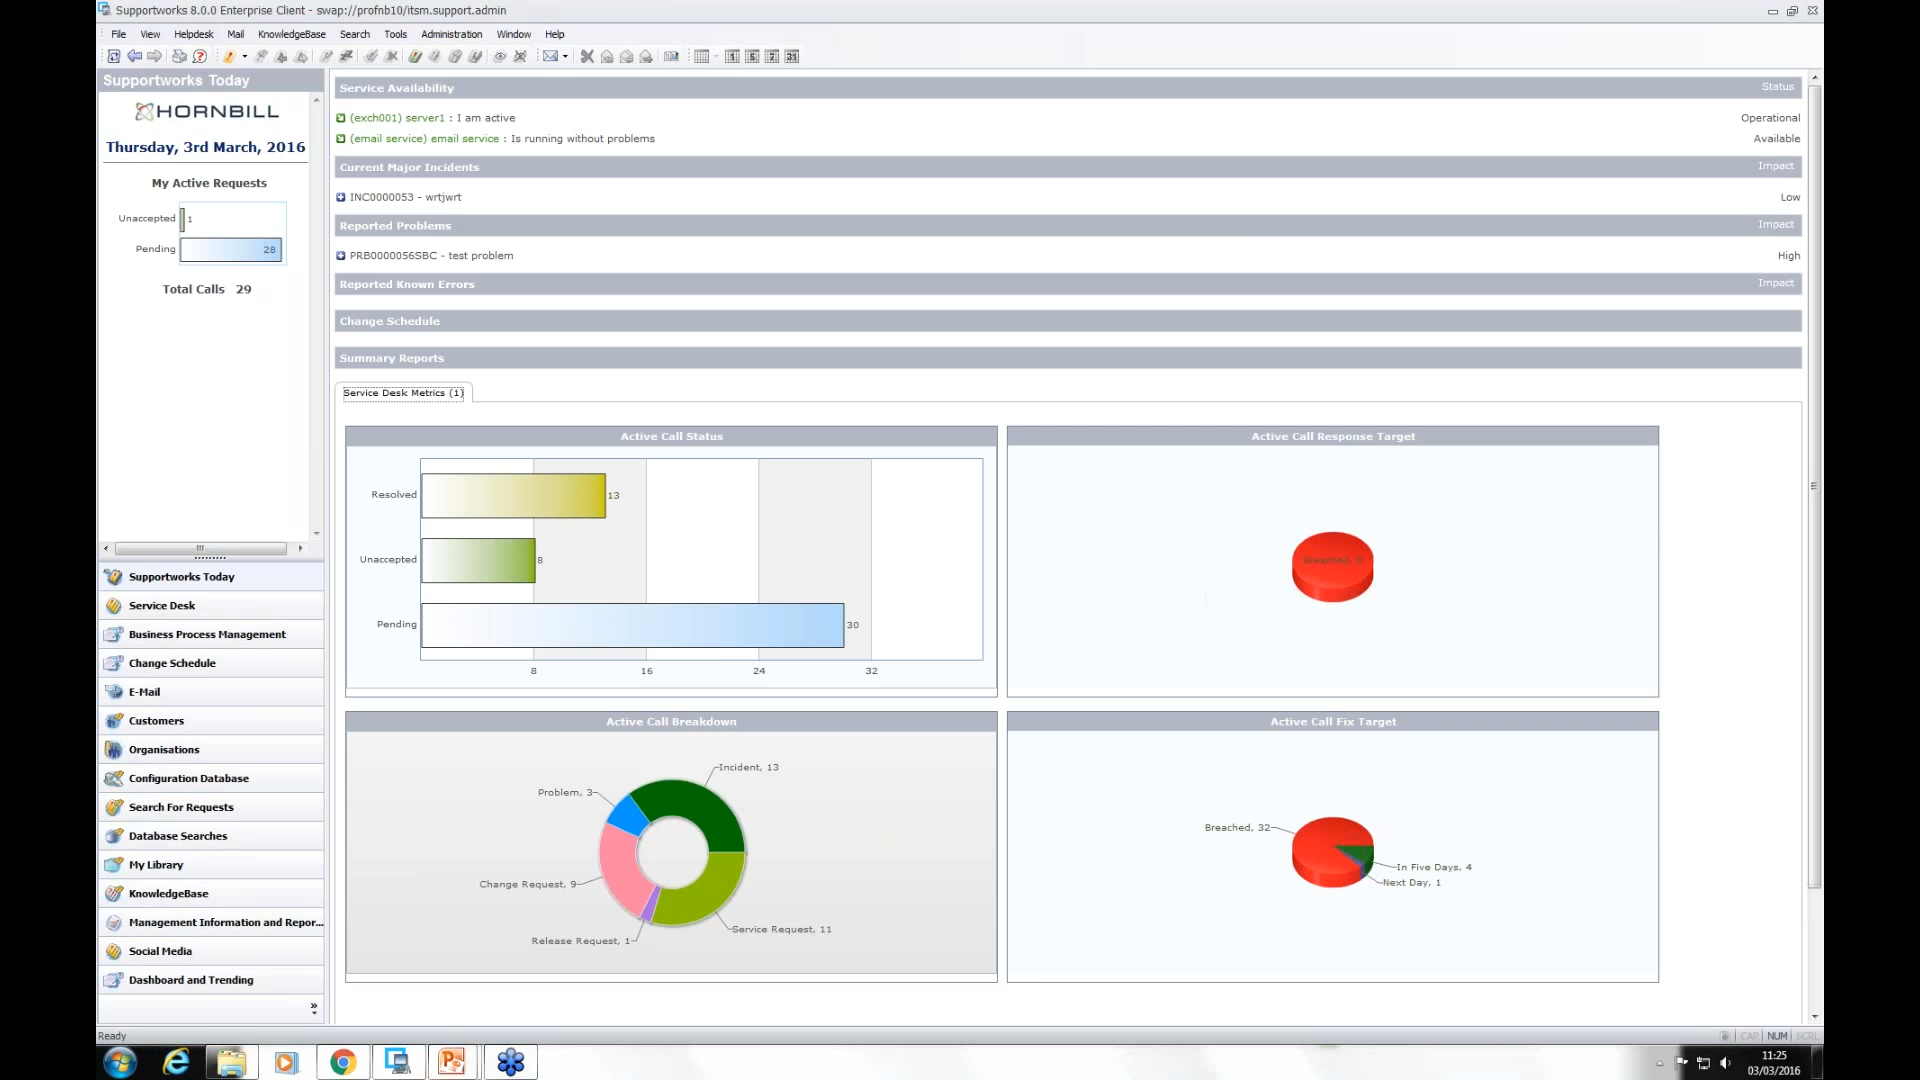 Supportworks 8.0.0 Enterprise Client - swap://profnb10/itsm.support.admin
File View Helpdesk Mail KnowledgeBase Search Tools Administration Window Help
Supportworks Today
HORNBILL
Thursday, 3rd March, 2016
My Active Requests
Unaccepted 1
Pending 28
Total Calls 29
Supportworks Today
Service Desk
Business Process Management
Change Schedule
E-Mail
Customers
Organisations
Configuration Database
Search For Requests
Database Searches
My Library
KnowledgeBase
Management Information and Repor...
Social Media
Dashboard and Trending
Service Availability Status
(exch001) server1 : I am active Operational
(email service) email service : Is running without problems Available
Current Major Incidents Impact
INC0000053 - wrtjwrt Low
Reported Problems Impact
PRB0000056SBC - test problem High
Reported Known Errors Impact
Change Schedule
Summary Reports
Service Desk Metrics (1)
Active Call Status
Resolved 13
Unaccepted 8
Pending 30
8 16 24 32
Active Call Response Target
Breached,
Active Call Breakdown
Incident, 13
Problem, 3
Change Request, 9
Service Request, 11
Release Request, 1
Active Call Fix Target
Breached, 32
In Five Days, 4
Next Day, 1
Ready CAP NUM SCRL
11:25
03/03/2016